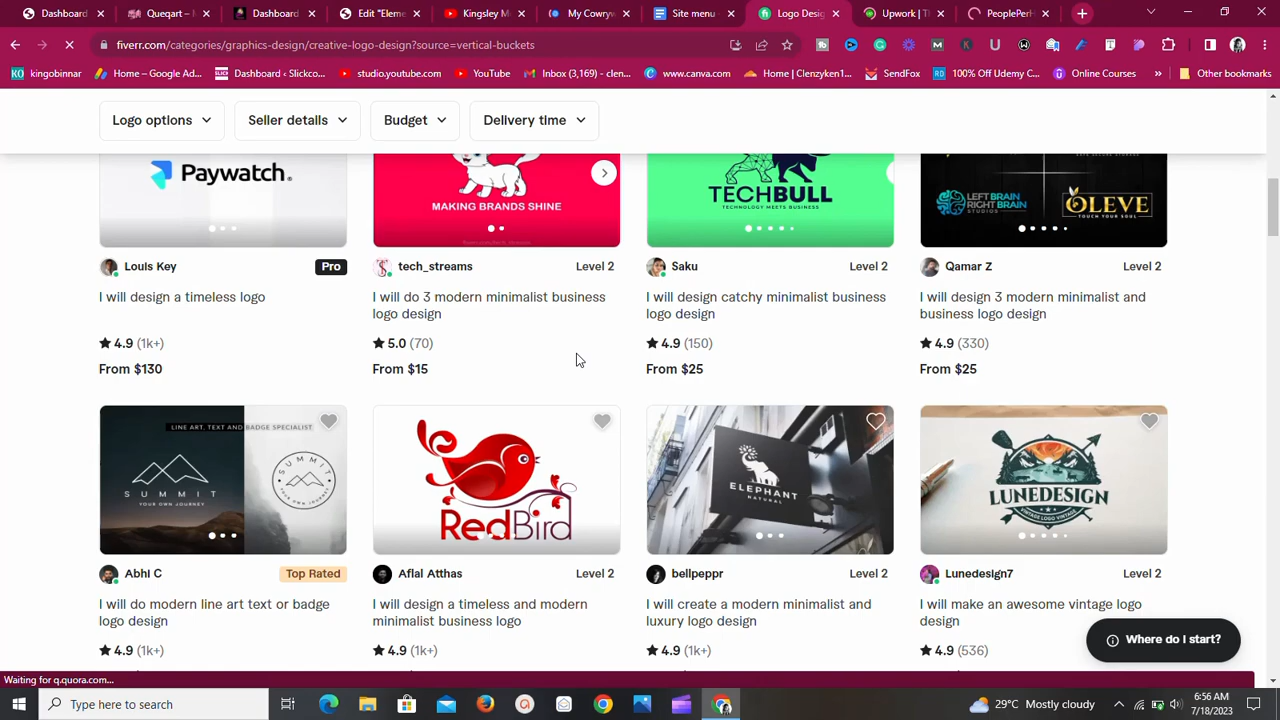 Dashboard
Queqart – 
Dashboard
Edit "Eleme
Kingsley M
My Cowryw
Site menu
Logo Desig
Upwork | Th
PeoplePerH
fiverr.com/categories/graphics-design/creative-logo-design?source=vertical-buckets
kingobinnar
Home – Google Ad...
Dashboard ‹ Slickco...
studio.youtube.com
YouTube
Inbox (3,169) - clen...
www.canva.com
Home | Clenzyken1...
SendFox
100% Off Udemy C...
Online Courses
»
Other bookmarks
Logo options
Seller details
Budget
Delivery time
Paywatch
MAKING BRANDS SHINE
TECHBULL
TECHNOLOGY MEETS BUSINESS
LEFT BRAIN
RIGHT BRAIN
STUDIOS
OLEVE
TOUCH YOUR SOUL
Louis Key
Pro
tech_streams
Level 2
Saku
Level 2
Qamar Z
Level 2
I will design a timeless logo
I will do 3 modern minimalist business
logo design
I will design catchy minimalist business
logo design
I will design 3 modern minimalist and
business logo design
4.9 (1k+)
5.0 (70)
4.9 (150)
4.9 (330)
From $130
From $15
From $25
From $25
LINE ART, TEXT AND BADGE SPECIALIST
SUMMIT
YOUR OWN JOURNEY
SUMMIT
RedBird
ELEPHANT
NATURAL
LUNEDESIGN
VINTAGE LOGO VINTAGE
Abhi C
Top Rated
Aflal Atthas
Level 2
bellpeppr
Level 2
Lunedesign7
Level 2
I will do modern line art text or badge
logo design
I will design a timeless and modern
minimalist business logo
I will create a modern minimalist and
luxury logo design
I will make an awesome vintage logo
design
4.9 (1k+)
4.9 (1k+)
4.9 (1k+)
4.9 (536)
Where do I start?
Waiting for q.quora.com...
Type here to search
29°C Mostly cloudy
6:56 AM
7/18/2023